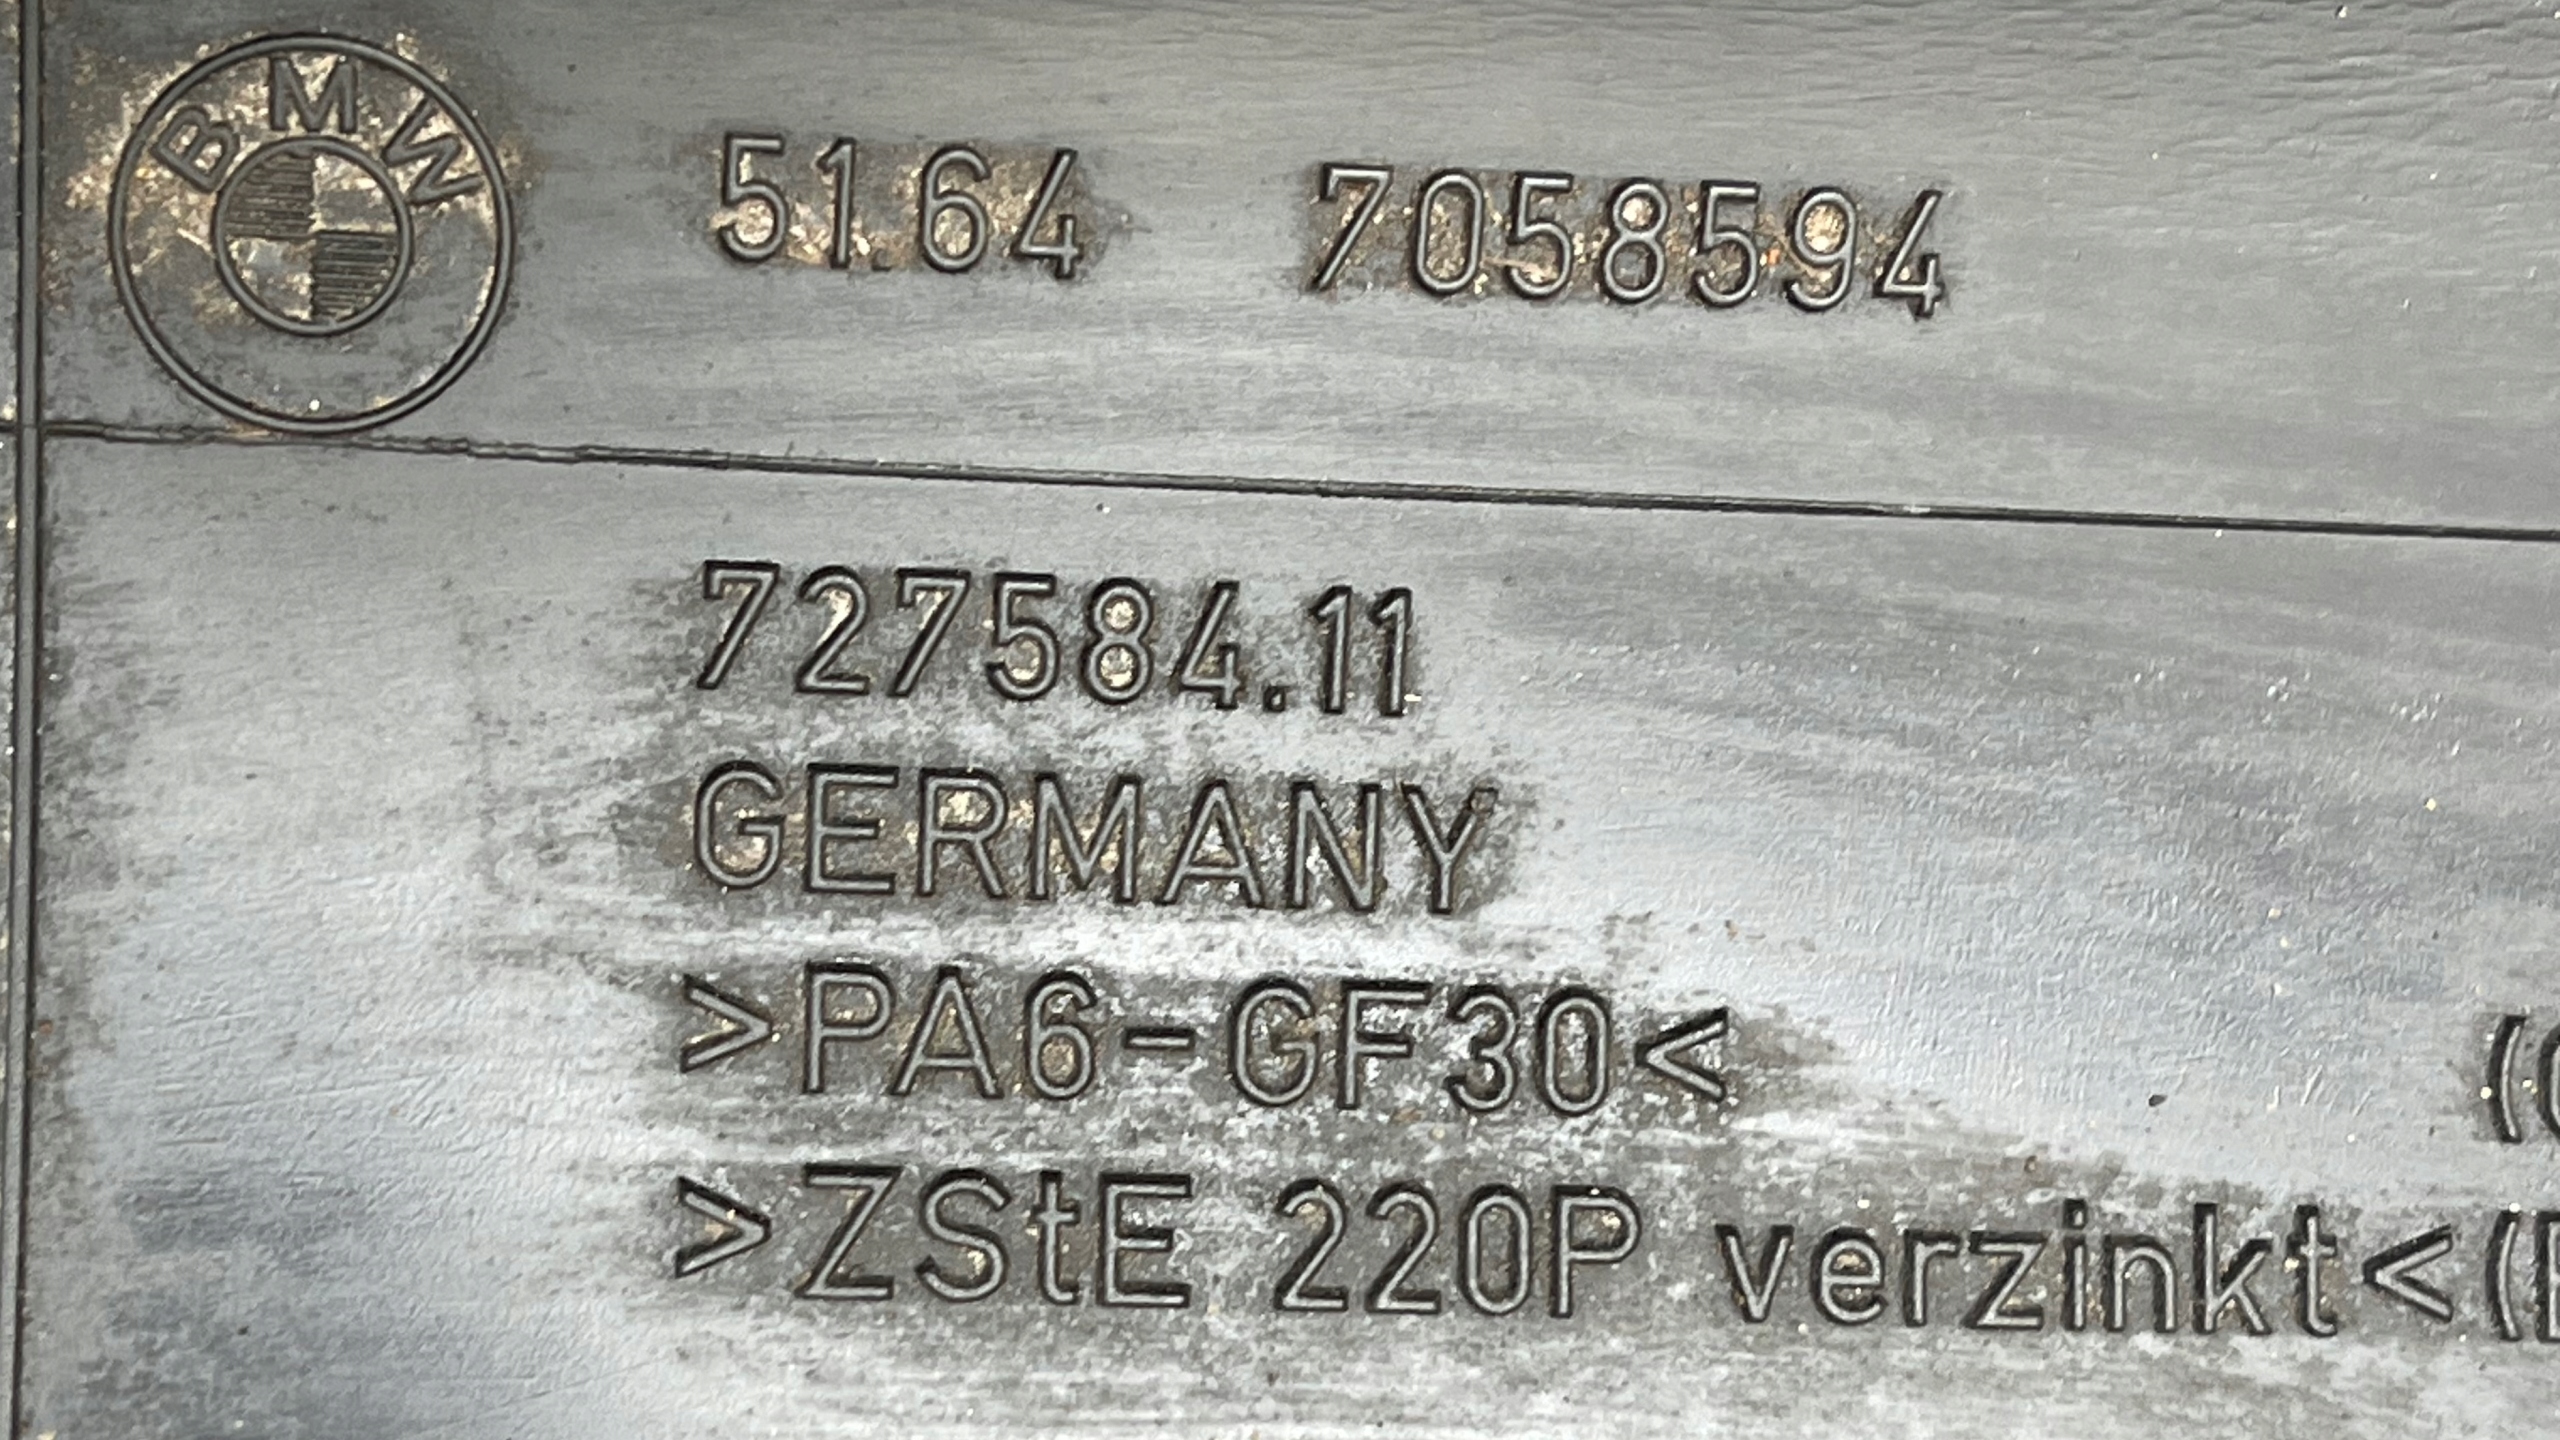 BMW 51.64 7058594
727584.11
GERMANY
>PA6-GF30< (
>ZStE 220P verzinkt< (